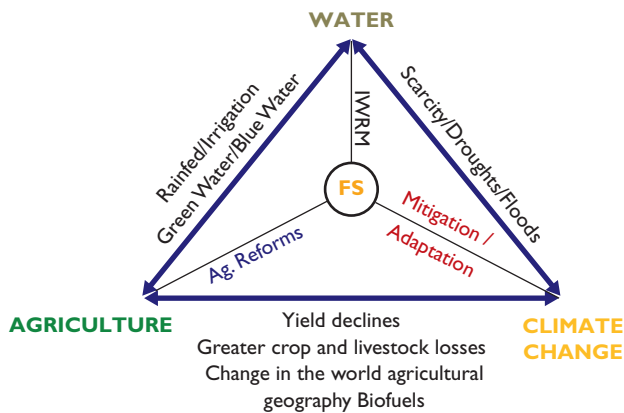 WATER
Rainfed/Irrigation
Green Water/Blue Water
IWRM
Scarcity/Droughts/Floods
FS
Ag. Reforms
Mitigation /
Adaptation
AGRICULTURE
CLIMATE
CHANGE
Yield declines
Greater crop and livestock losses
Change in the world agricultural
geography Biofuels